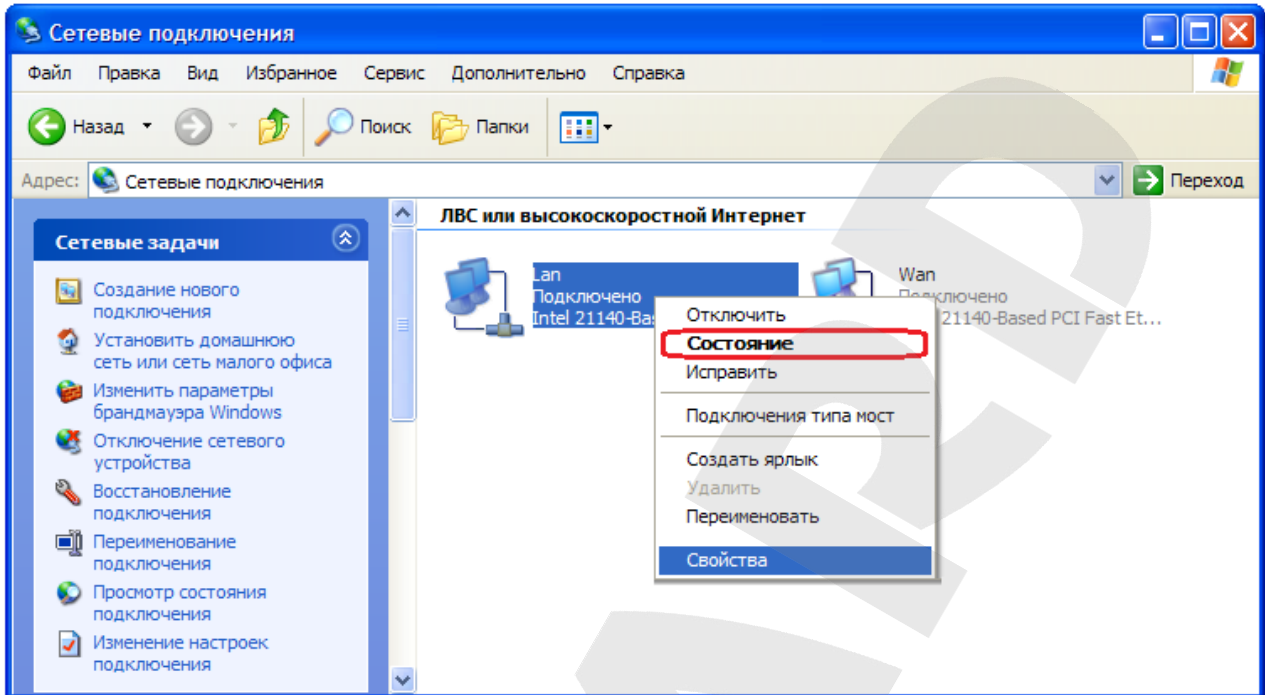 Сетевые подключения
Файл Правка Вид Избранное Сервис Дополнительно Справка
Назад Поиск Папки
Адрес: Сетевые подключения Переход
Сетевые задачи
Создание нового
подключения
Установить домашнюю
сеть или сеть малого офиса
Изменить параметры
брандмауэра Windows
Отключение сетевого
устройства
Восстановление
подключения
Переименование
подключения
Просмотр состояния
подключения
Изменение настроек
подключения
ЛВС или высокоскоростной Интернет
Lan
Подключено
Intel 21140-Ba
Wan
Подключено
21140-Based PCI Fast Et...
Отключить
Состояние
Исправить
Подключения типа мост
Создать ярлык
Удалить
Переименовать
Свойства